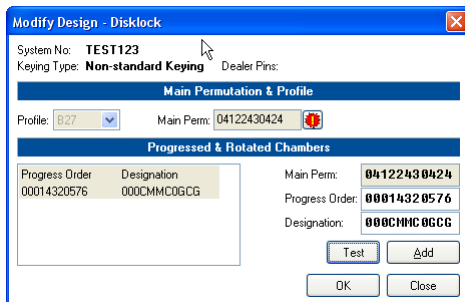 Modify Design - Disklock
System No: TEST123
Keying Type: Non-standard Keying Dealer Pins:
Main Permutation & Profile
Profile: B27 Main Perm: 04122430424
Progressed & Rotated Chambers
Progress Order Designation
00014320576 000CMMC0GCG
Main Perm: 04122430424
Progress Order: 00014320576
Designation: 000CMMC0GCG
Test Add
OK Close